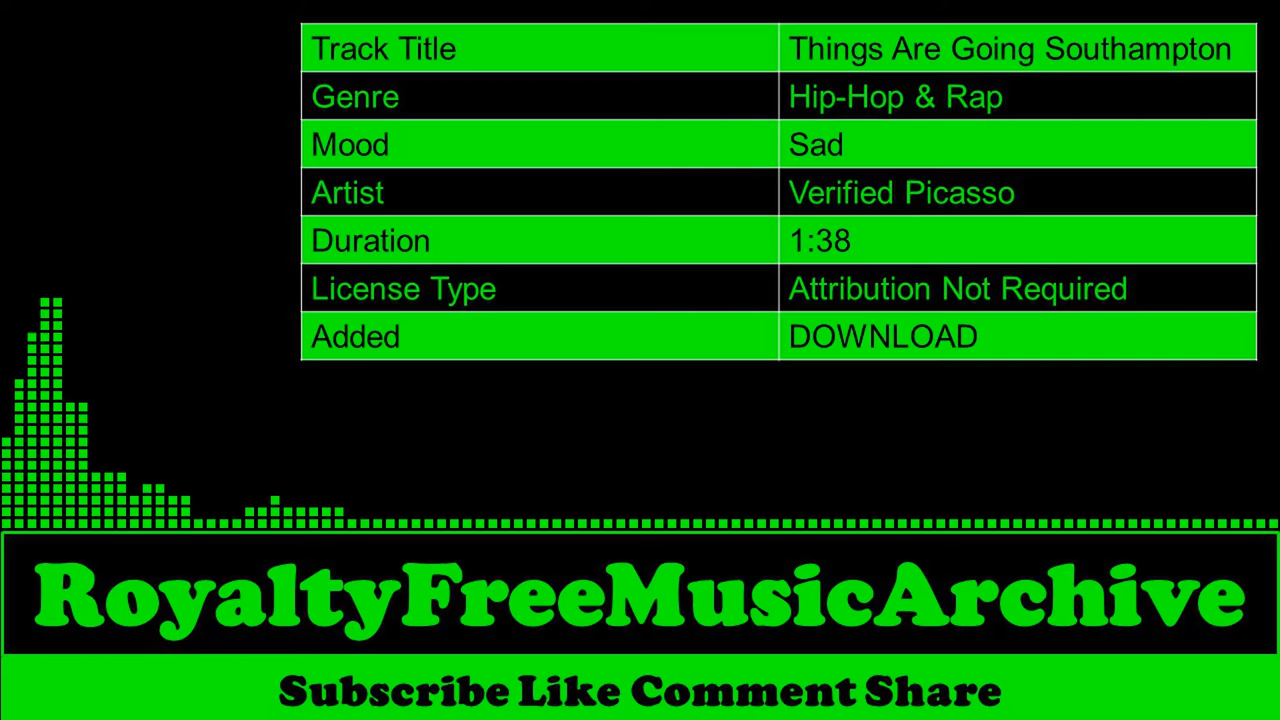 Track Title Things Are Going Southampton
Genre Hip-Hop & Rap
Mood Sad
Artist Verified Picasso
Duration 1:38
License Type Attribution Not Required
Added DOWNLOAD
RoyaltyFreeMusicArchive
Subscribe Like Comment Share